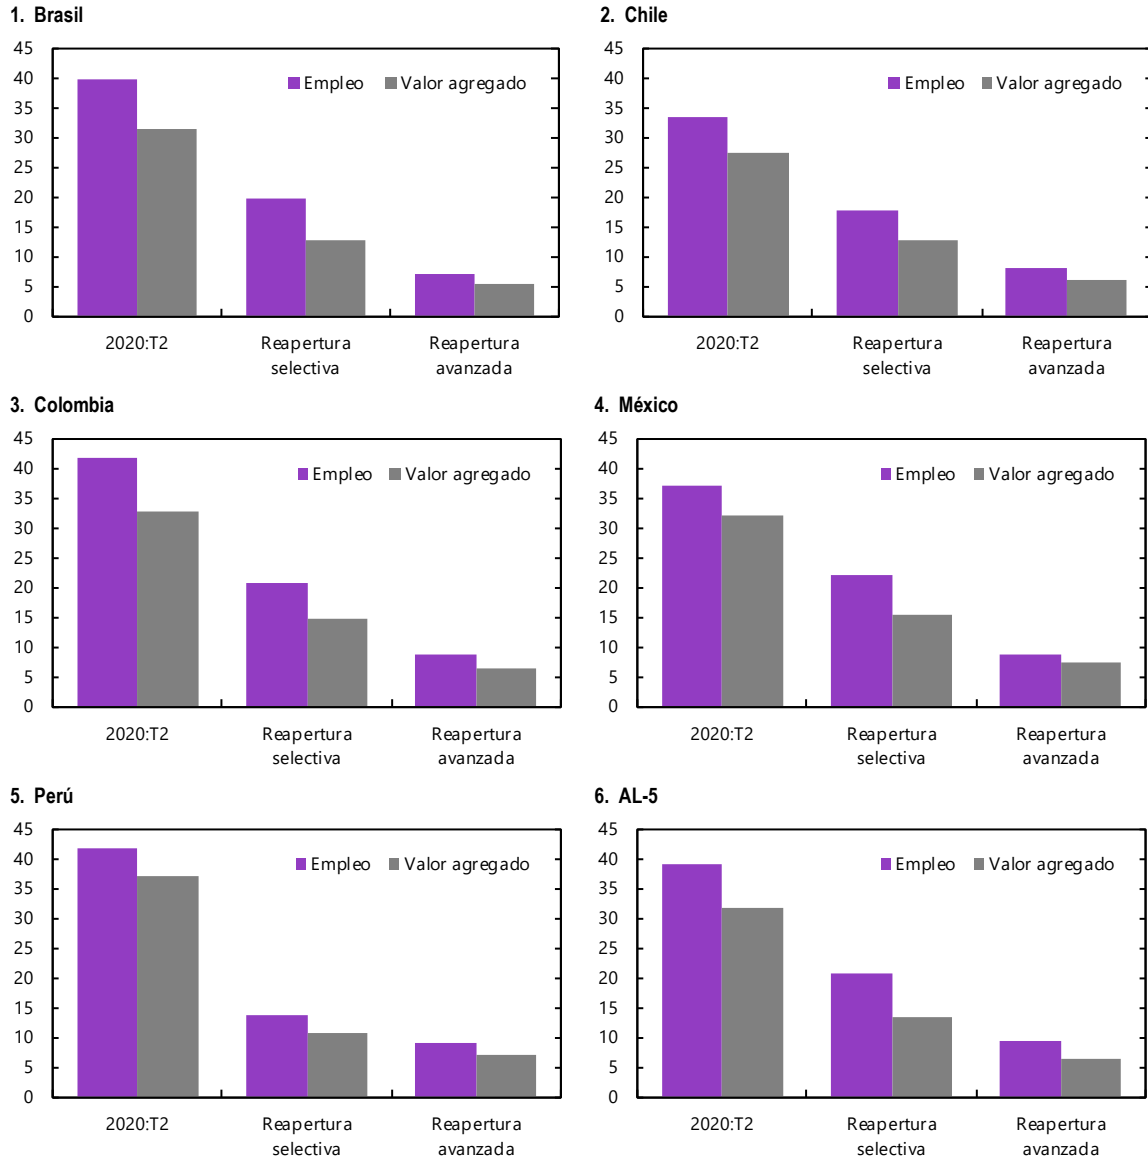 1. Brasil
45
40
35
30
25
20
15
10
5
0
Empleo
Valor agregado
2020:T2
Reapertura
selectiva
Reapertura
avanzada
2. Chile
45
40
35
30
25
20
15
10
5
0
Empleo
Valor agregado
2020:T2
Reapertura
selectiva
Reapertura
avanzada
3. Colombia
45
40
35
30
25
20
15
10
5
0
Empleo
Valor agregado
2020:T2
Reapertura
selectiva
Reapertura
avanzada
4. México
45
40
35
30
25
20
15
10
5
0
Empleo
Valor agregado
2020:T2
Reapertura
selectiva
Reapertura
avanzada
5. Perú
45
40
35
30
25
20
15
10
5
0
Empleo
Valor agregado
2020:T2
Reapertura
selectiva
Reapertura
avanzada
6. AL-5
45
40
35
30
25
20
15
10
5
0
Empleo
Valor agregado
2020:T2
Reapertura
selectiva
Reapertura
avanzada